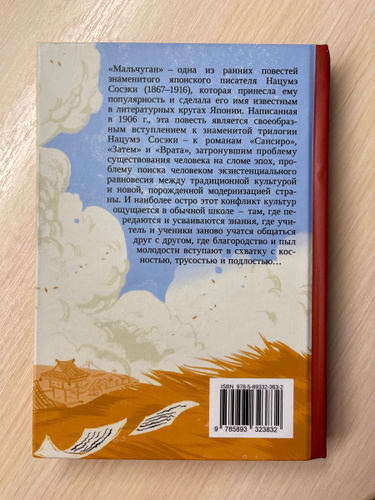 «Мальчуган» – одна из ранних повестей
знаменитого японского писателя Нацумэ
Сосэки (1867–1916), которая принесла ему
популярность и сделала его имя известным
в литературных кругах Японии. Написанная
в 1906 г., эта повесть является своеобраз-
ным вступлением к знаменитой трилогии
Нацумэ Сосэки – к романам «Сансиро»,
«Затем» и «Врата», затронувшим проблему
существования человека на сломе эпох, про-
блему поиска человеком экзистенциального
равновесия между традиционной культурой
и новой, порожденной модернизацией стра-
ны. И наиболее остро этот конфликт культур
ощущается в обычной школе – там, где пе-
редаются и усваиваются знания, где учи-
тель и ученики заново учатся общаться
друг с другом, где благородство и пыл
молодости вступают в схватку с кос-
ностью, трусостью и подлостью…
ISBN 978-5-89332-383-2
9 785893 323832